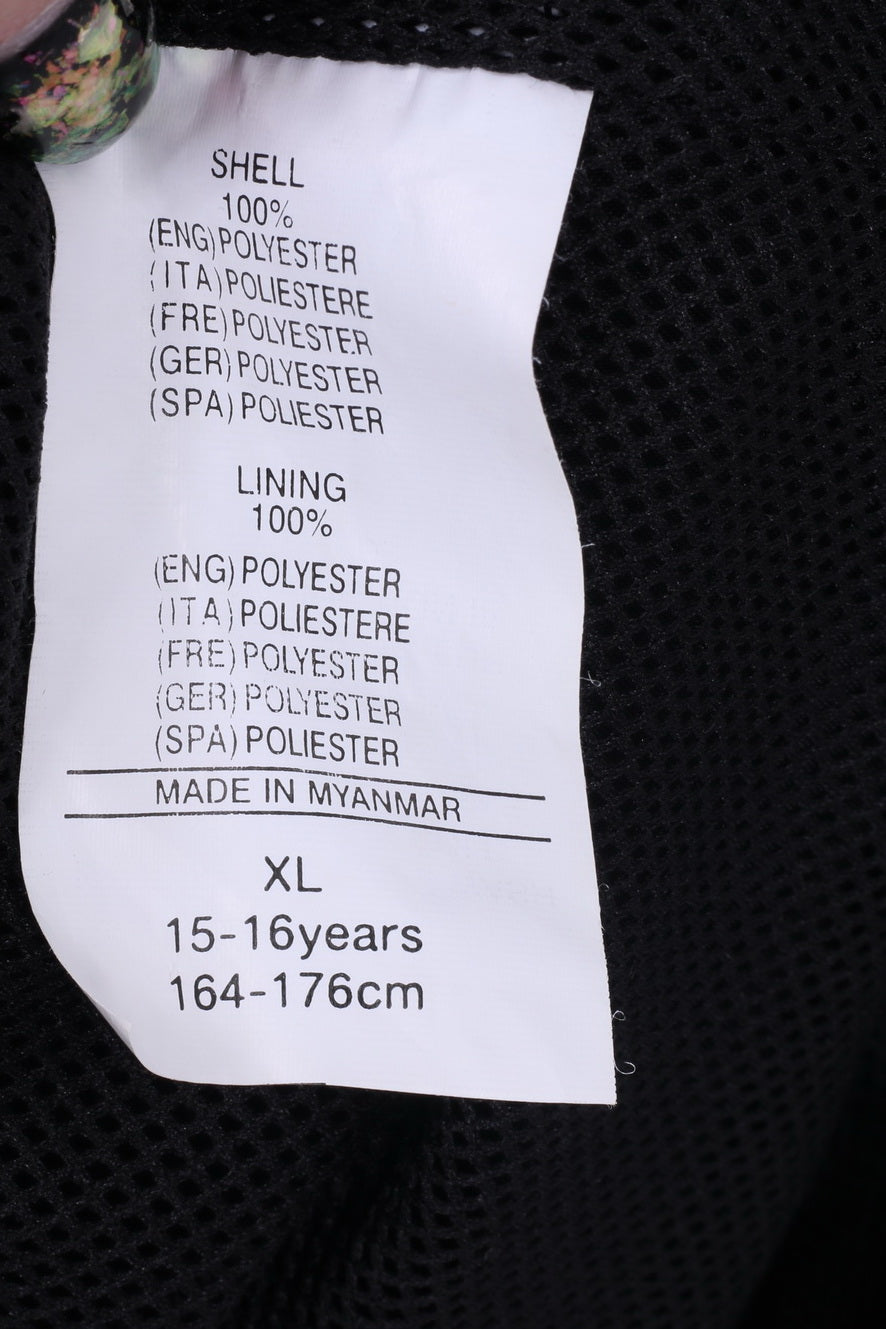 SHELL
100%
(ENG)POLYESTER
(ITA)POLIESTERE
(FRE)POLYESTER
(GER)POLYESTER
(SPA)POLIESTER
LINING
100%
(ENG)POLYESTER
(ITA)POLIESTERE
(FRE)POLYESTER
(GER)POLYESTER
(SPA)POLIESTER
MADE IN MYANMAR
XL
15-16years
164-176cm